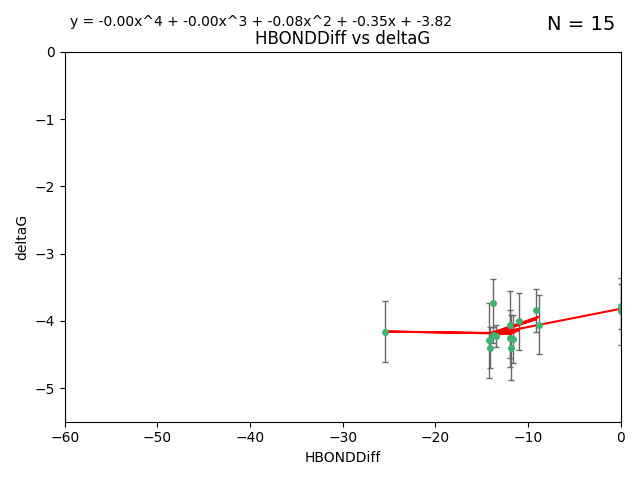 y = -0.00x^4 + -0.00x^3 + -0.08x^2 + -0.35x + -3.82
N = 15
HBONDDiff vs deltaG
0
−1
−2
−3
−4
−5
deltaG
−60 −50 −40 −30 −20 −10 0
HBONDDiff